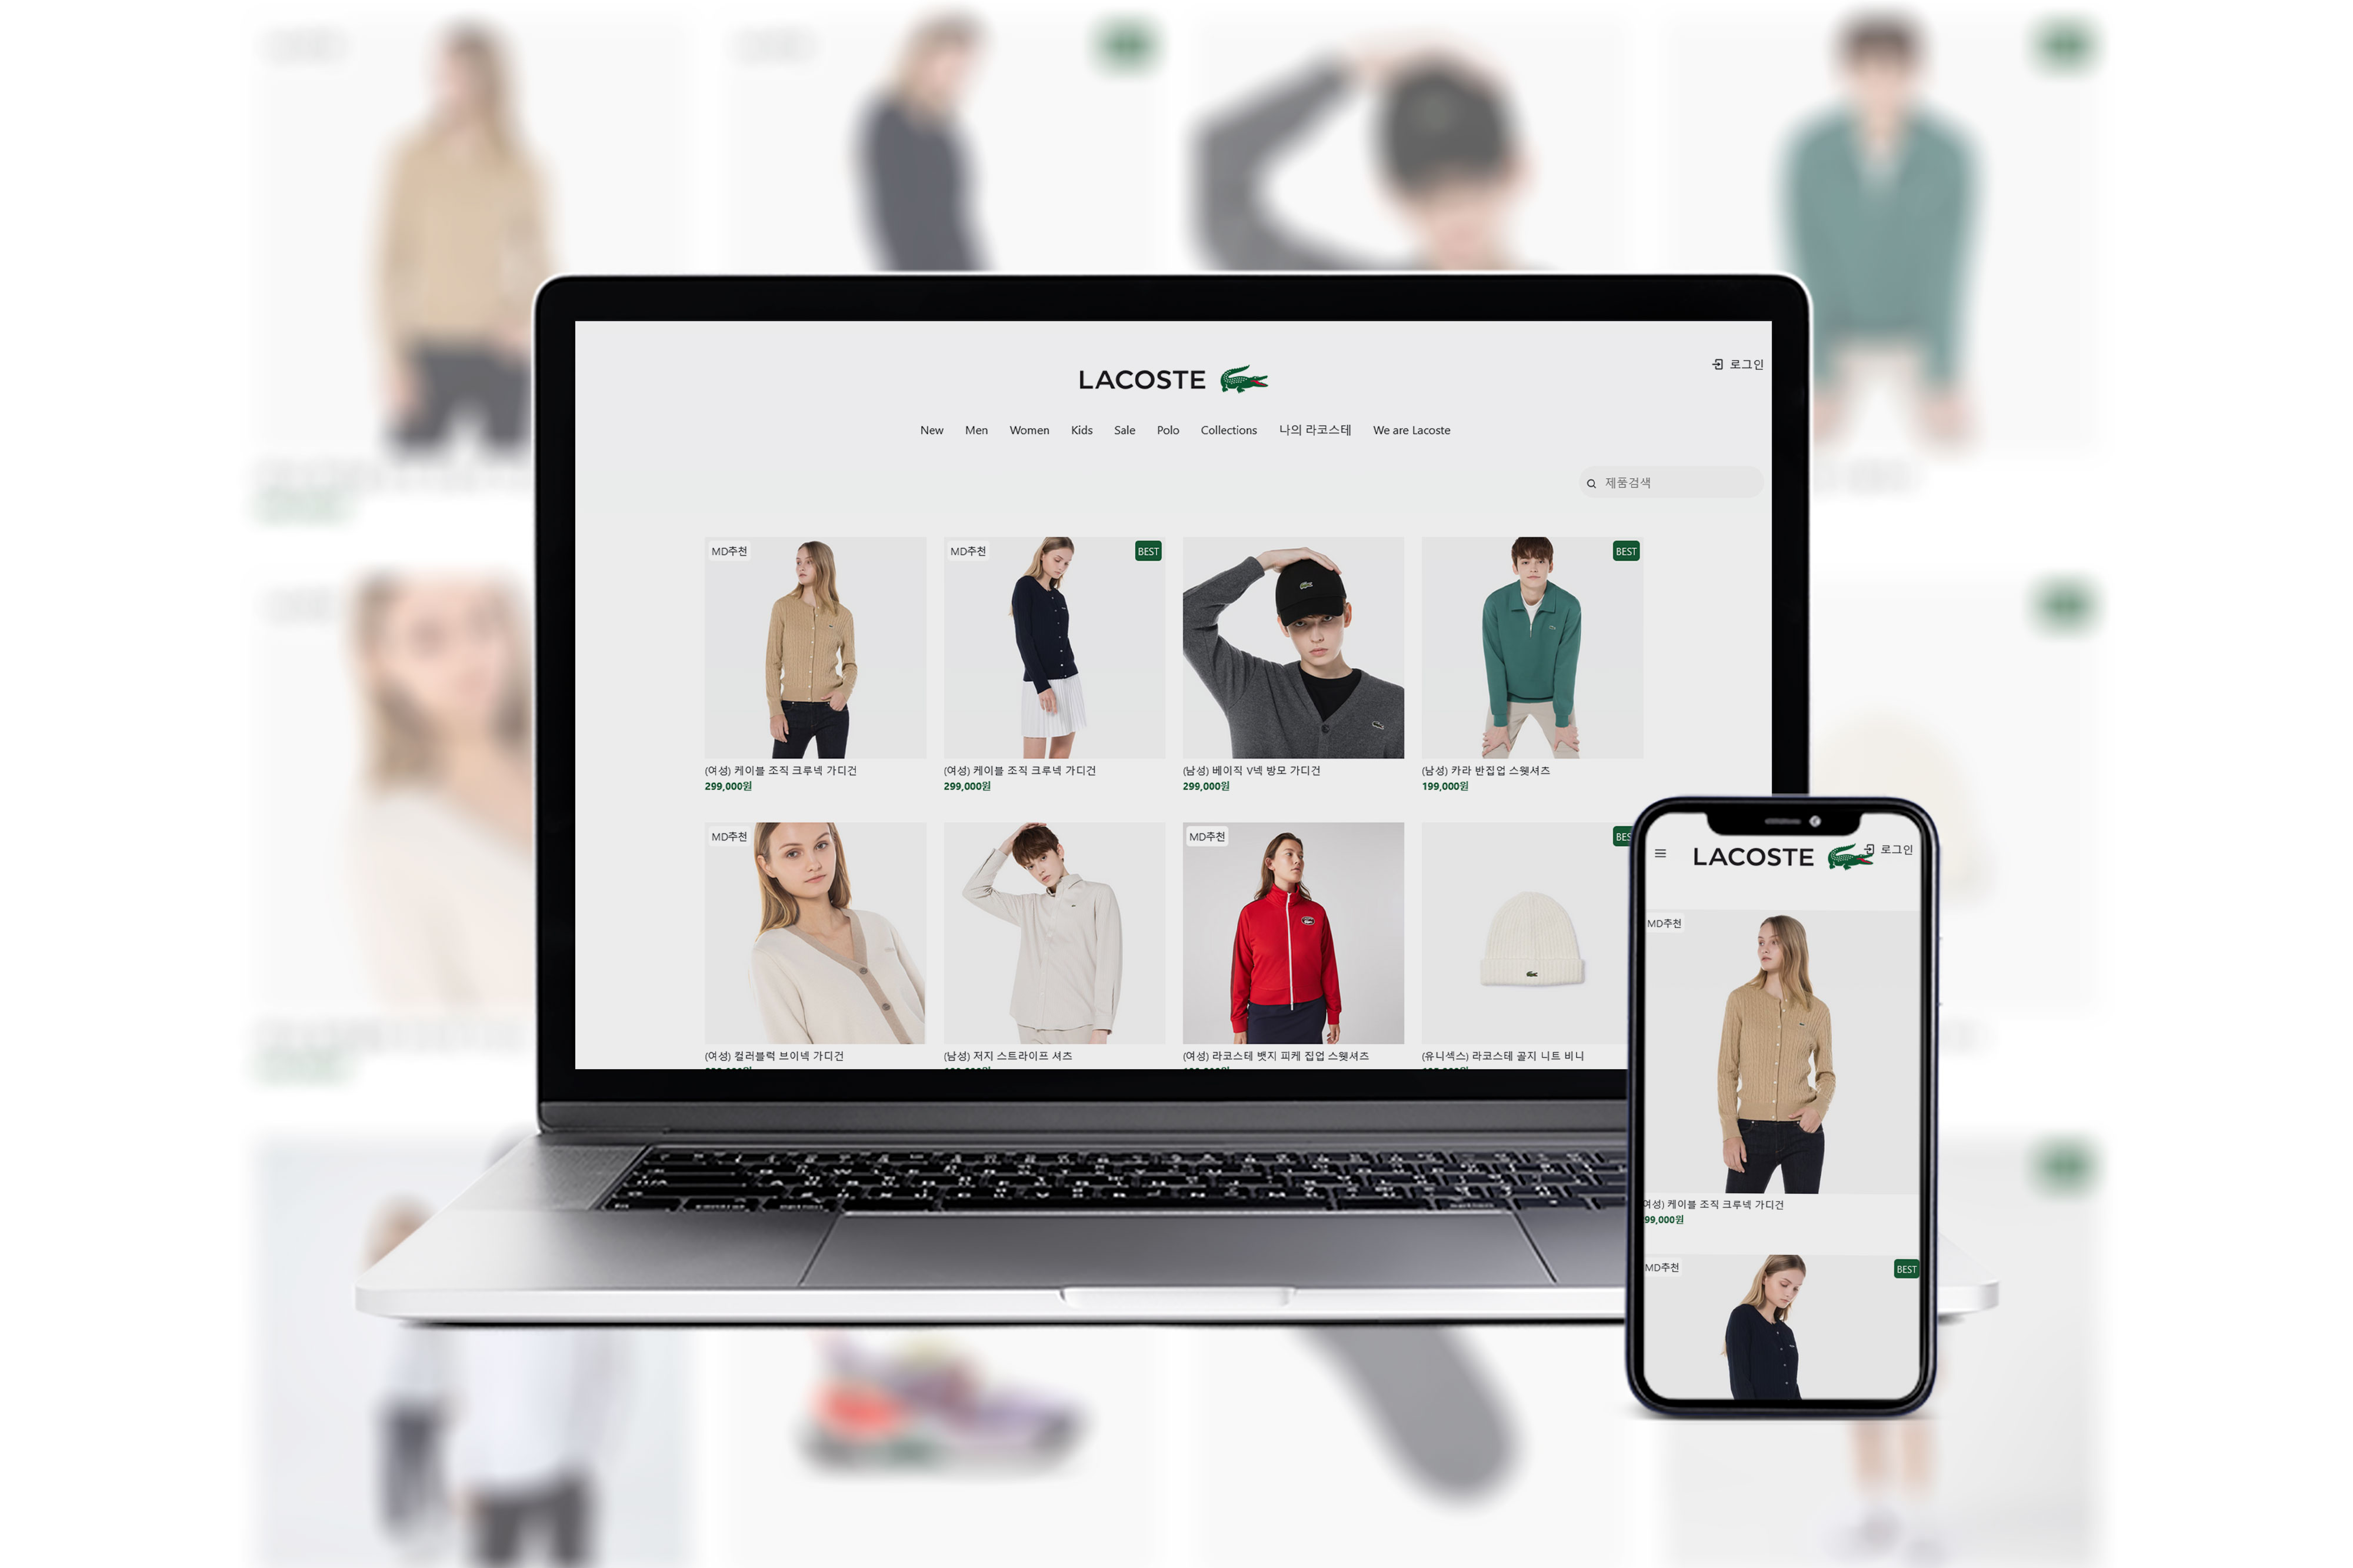 로그인
LACOSTE
New Men Women Kids Sale Polo Collections 나의 라코스테 We are Lacoste
제품검색
MD추천
MD추천 BEST
BEST
(여성) 케이블 조직 크루넥 가디건
299,000원
(여성) 케이블 조직 크루넥 가디건
299,000원
(남성) 베이직 V넥 방모 가디건
299,000원
(남성) 카라 반집업 스웻셔츠
199,000원
MD추천
MD추천
BES
(여성) 컬러블럭 브이넥 가디건
(남성) 저지 스트라이프 셔츠
(여성) 라코스테 뱃지 피케 집업 스웻셔츠
(유니섹스) 라코스테 골지 니트 비니
LACOSTE 로그인
MD추천
여성) 케이블 조직 크루넥 가디건
99,000원
MD추천 BEST